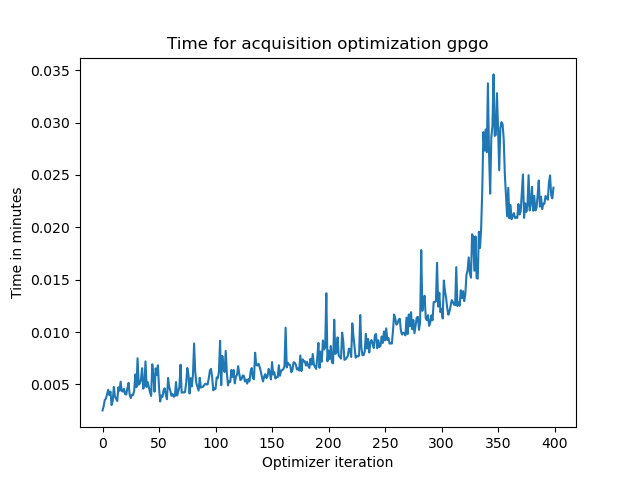 Time for acquisition optimization gpgo
0.035
0.030
0.025
0.020
0.015
0.010
0.005
Time in minutes
0 50 100 150 200 250 300 350 400
Optimizer iteration